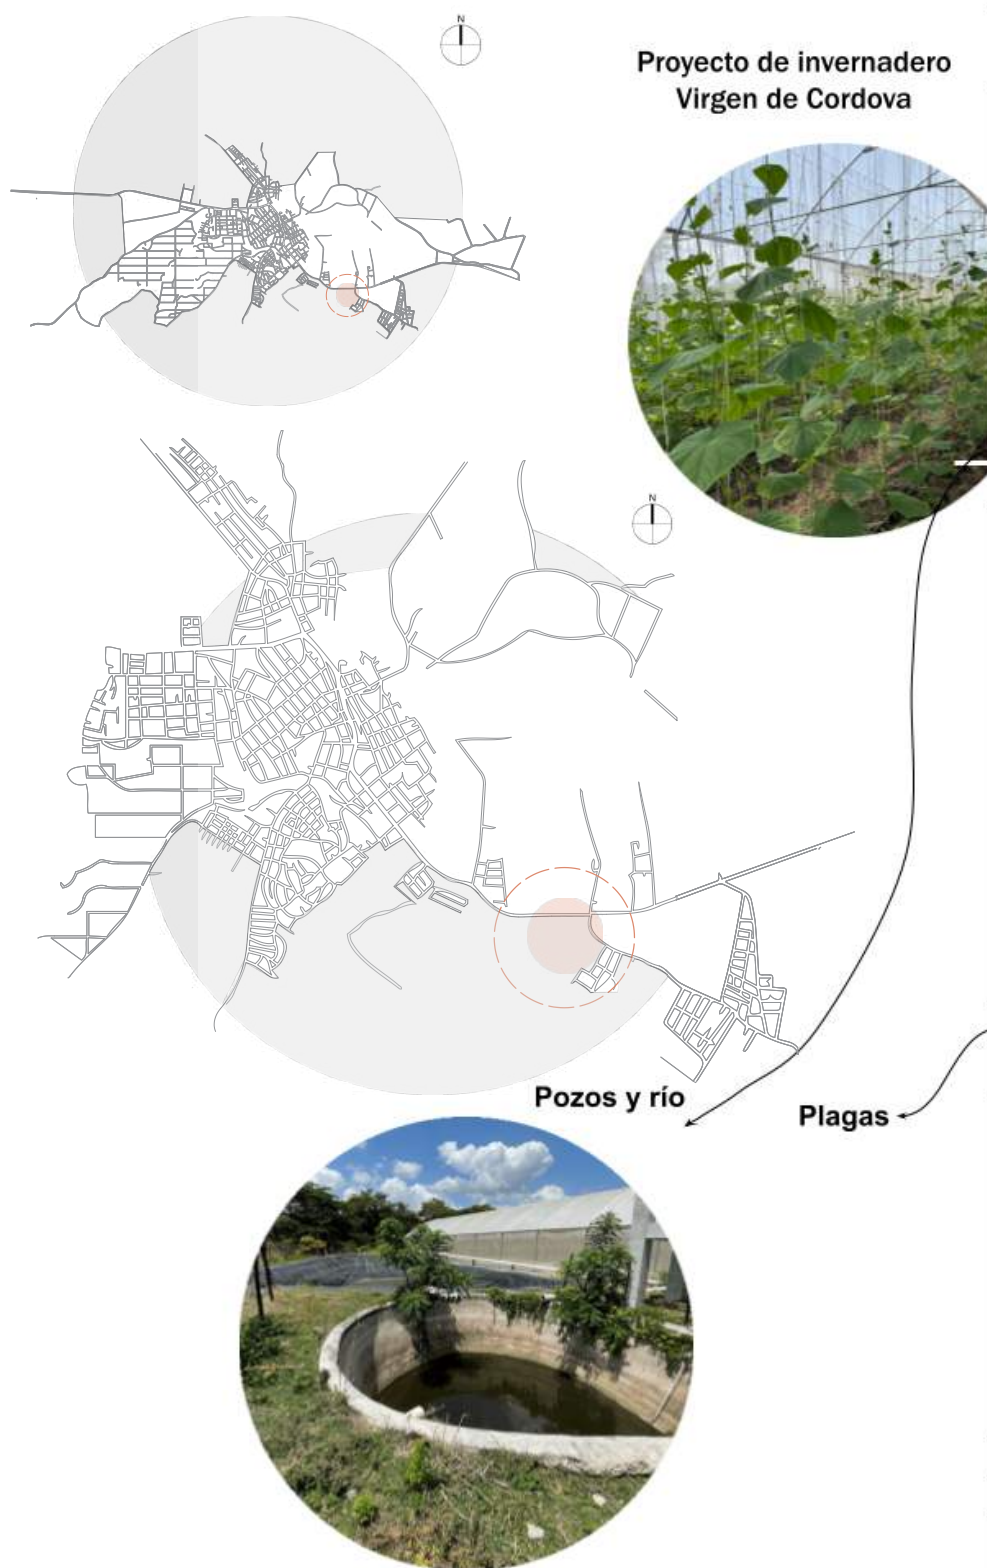 N
Proyecto de invernadero
Virgen de Cordova
N
Pozos y río
Plagas